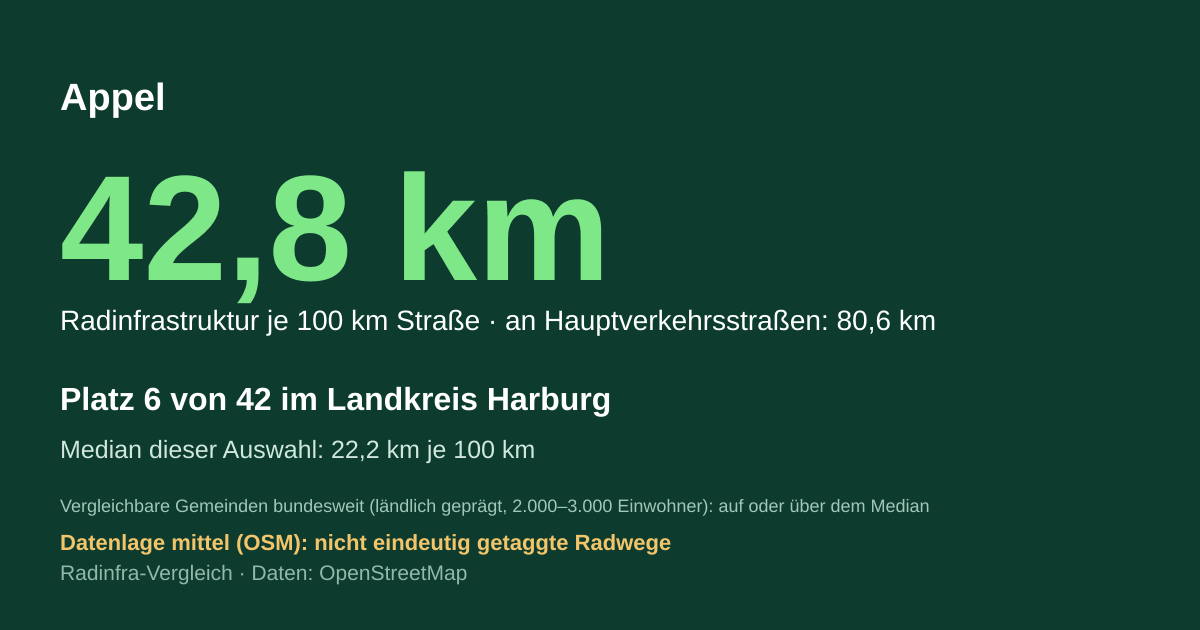 Appel
42,8 km
Radinfrastruktur je 100 km Straße · an Hauptverkehrsstraßen: 80,6 km
Platz 6 von 42 im Landkreis Harburg
Median dieser Auswahl: 22,2 km je 100 km
Vergleichbare Gemeinden bundesweit (ländlich geprägt, 2.000–3.000 Einwohner): auf oder über dem Median
Datenlage mittel (OSM): nicht eindeutig getaggte Radwege
Radinfra-Vergleich · Daten: OpenStreetMap